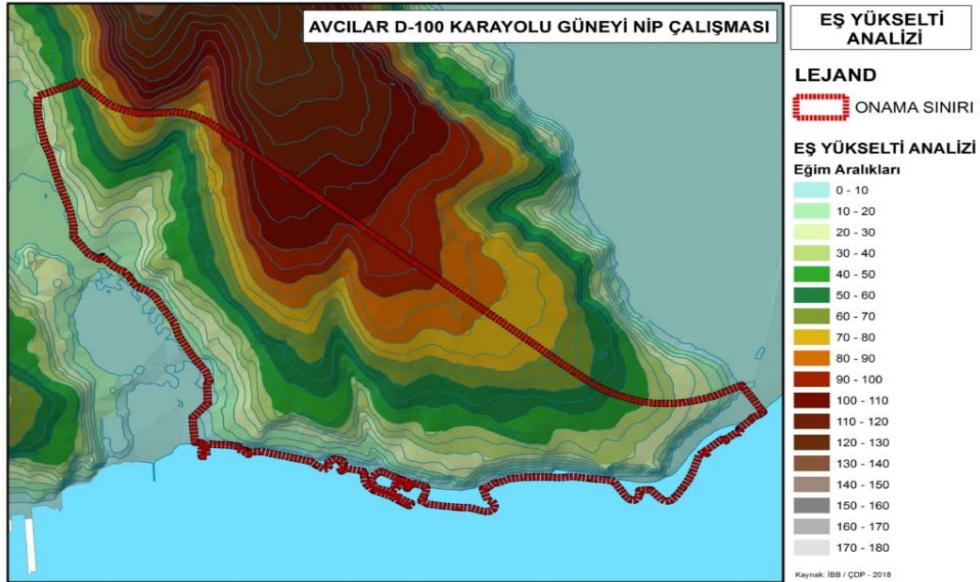 AVCILAR D-100 KARAYOLU GÜNEYİ NİP ÇALIŞMASI
EŞ YÜKSELTİ
ANALİZİ
LEJAND
ONAMA SINIRI
EŞ YÜKSELTİ ANALİZİ
Eğim Aralıkları
0 - 10
10 - 20
20 - 30
30 - 40
40 - 50
50 - 60
60 - 70
70 - 80
80 - 90
90 - 100
100 - 110
110 - 120
120 - 130
130 - 140
140 - 150
150 - 160
160 - 170
170 - 180
Kaynak: İBB / ÇDP - 2018